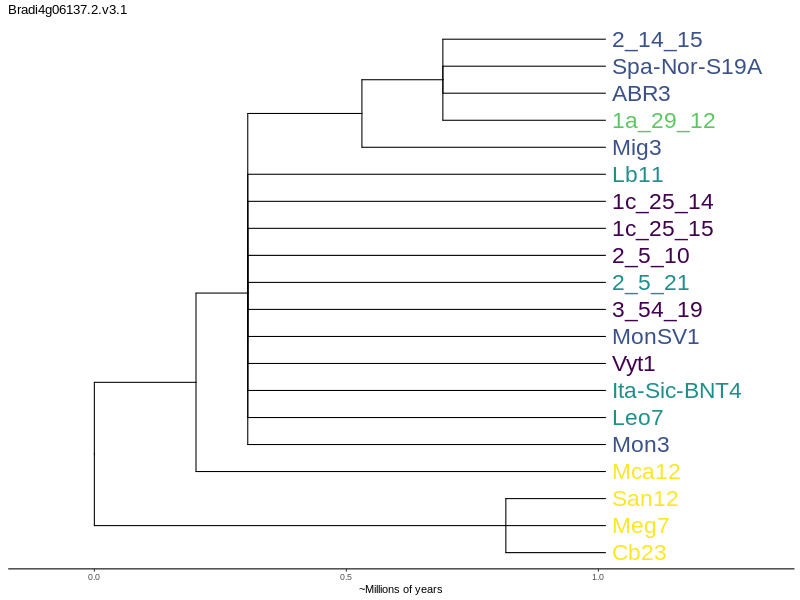 Bradi4g06137.2.v3.1
2_14_15
Spa-Nor-S19A
ABR3
1a_29_12
Mig3
Lb11
1c_25_14
1c_25_15
2_5_10
2_5_21
3_54_19
MonSV1
Vyt1
Ita-Sic-BNT4
Leo7
Mon3
Mca12
San12
Meg7
Cb23
0.0 0.5 1.0
~Millions of years